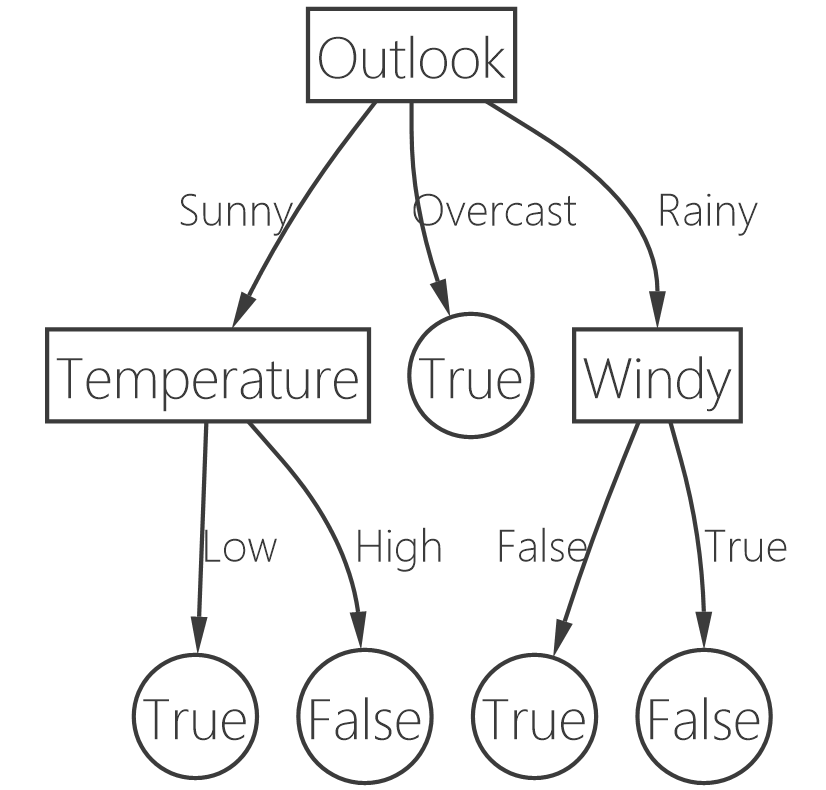 Outlook
Sunny
Overcast
Rainy
Temperature
True
Windy
Low
High
False
True
True
False
True
False